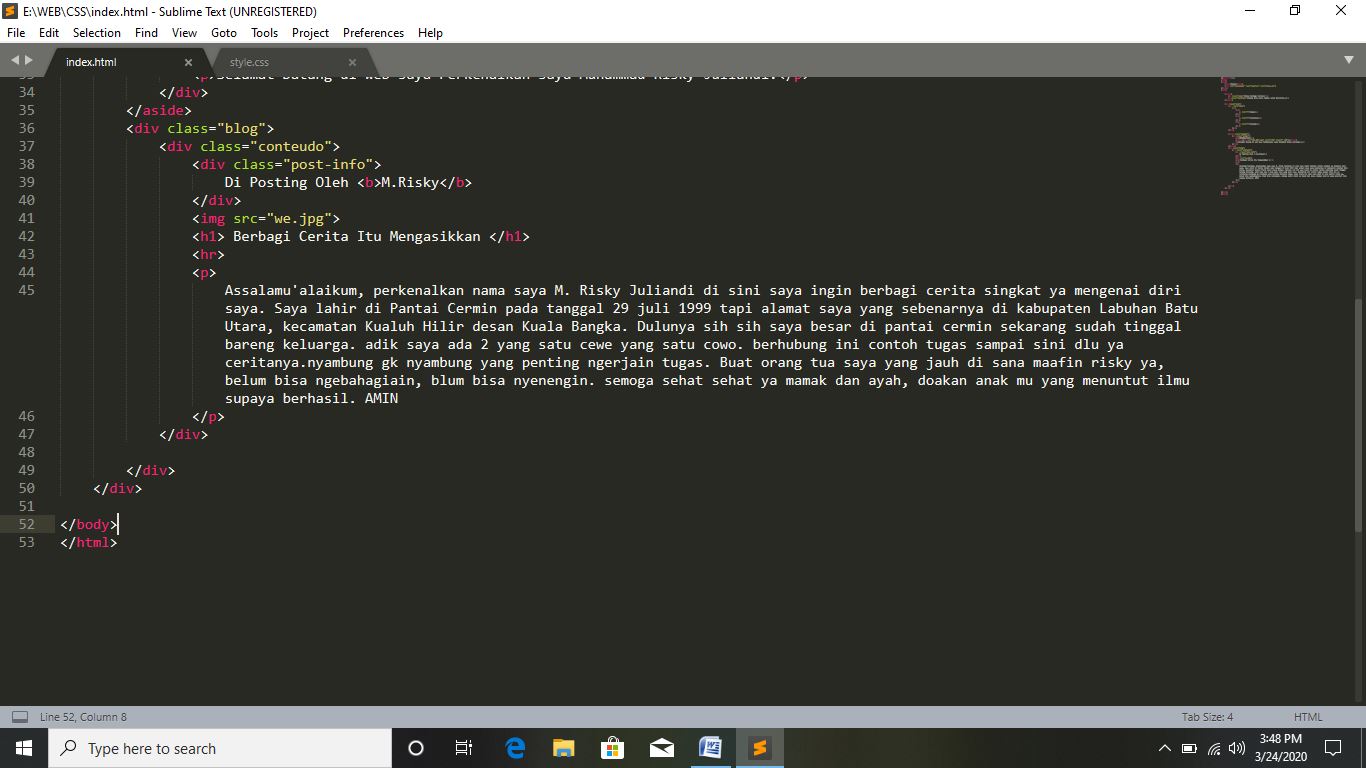 E:\WEB\CSS\index.html - Sublime Text (UNREGISTERED)
File Edit Selection Find View Goto Tools Project Preferences Help
index.html × style.css ×
34 </div>
35 </aside>
36 <div class="blog">
37 <div class="conteudo">
38 <div class="post-info">
39 Di Posting Oleh <b>M.Risky</b>
40 </div>
41 <img src="we.jpg">
42 <h1> Berbagi Cerita Itu Mengasikkan </h1>
43 <hr>
44 <p>
45 Assalamu'alaikum, perkenalkan nama saya M. Risky Juliandi di sini saya ingin berbagi cerita singkat ya mengenai diri
saya. Saya lahir di Pantai Cermin pada tanggal 29 juli 1999 tapi alamat saya yang sebenarnya di kabupaten Labuhan Batu
Utara, kecamatan Kualuh Hilir desan Kuala Bangka. Dulunya sih sih saya besar di pantai cermin sekarang sudah tinggal
bareng keluarga. adik saya ada 2 yang satu cewe yang satu cowo. berhubung ini contoh tugas sampai sini dlu ya
ceritanya.nyambung gk nyambung yang penting ngerjain tugas. Buat orang tua saya yang jauh di sana maafin risky ya,
belum bisa ngebahagiain, blum bisa nyenengin. semoga sehat sehat ya mamak dan ayah, doakan anak mu yang menuntut ilmu
supaya berhasil. AMIN
46 </p>
47 </div>
48
49 </div>
50 </div>
51
52 </body>
53 </html>
Line 52, Column 8 Tab Size: 4 HTML
Type here to search
3:48 PM
3/24/2020